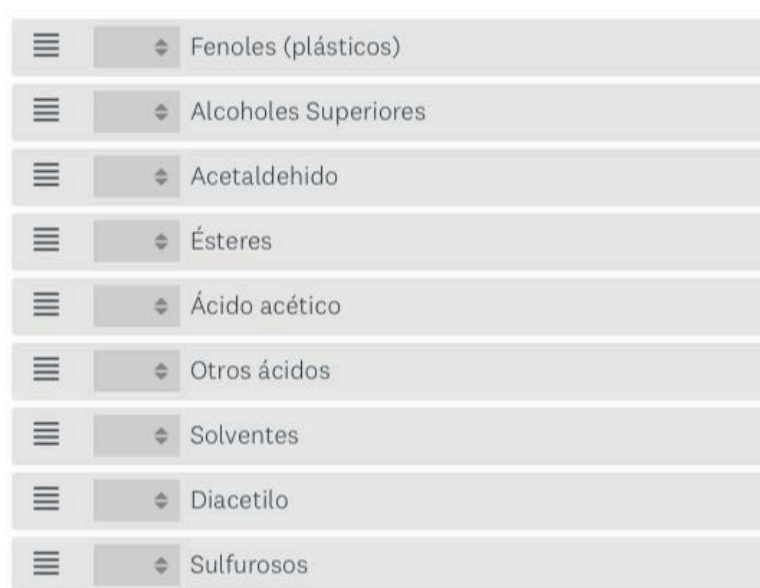 Fenoles (plásticos)
Alcoholes Superiores
Acetaldehido
Ésteres
Ácido acético
Otros ácidos
Solventes
Diacetilo
Sulfurosos